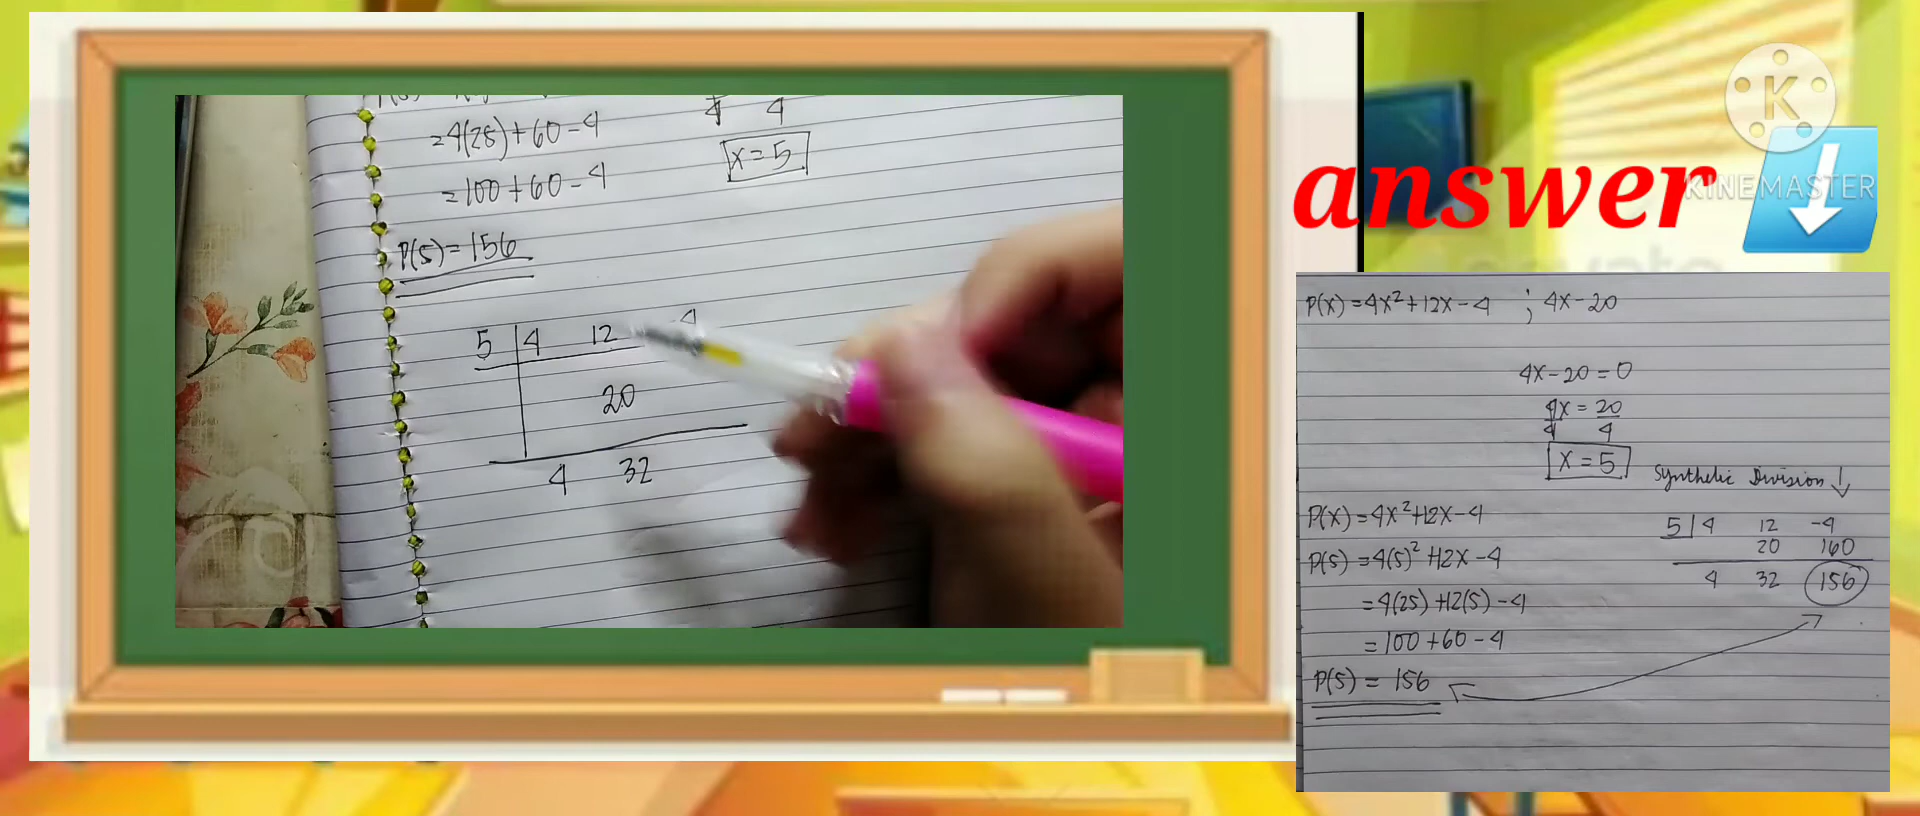 =4(25)+60-4
=100+60-4
P(5)=156
4 4
x=5
5 4 12 -4
20
4 32
answer
KINEMASTER
P(x)=4x²+12x-4 ; 4x-20
4x-20=0
4x = 20
4 4
x=5
Synthetic Division ↓
P(x)=4x²+12x-4
P(5)=4(5)²+12x-4
=4(25)+12(5)-4
=100+60-4
P(5) = 156
5 4 12 -4
20 160
4 32 156